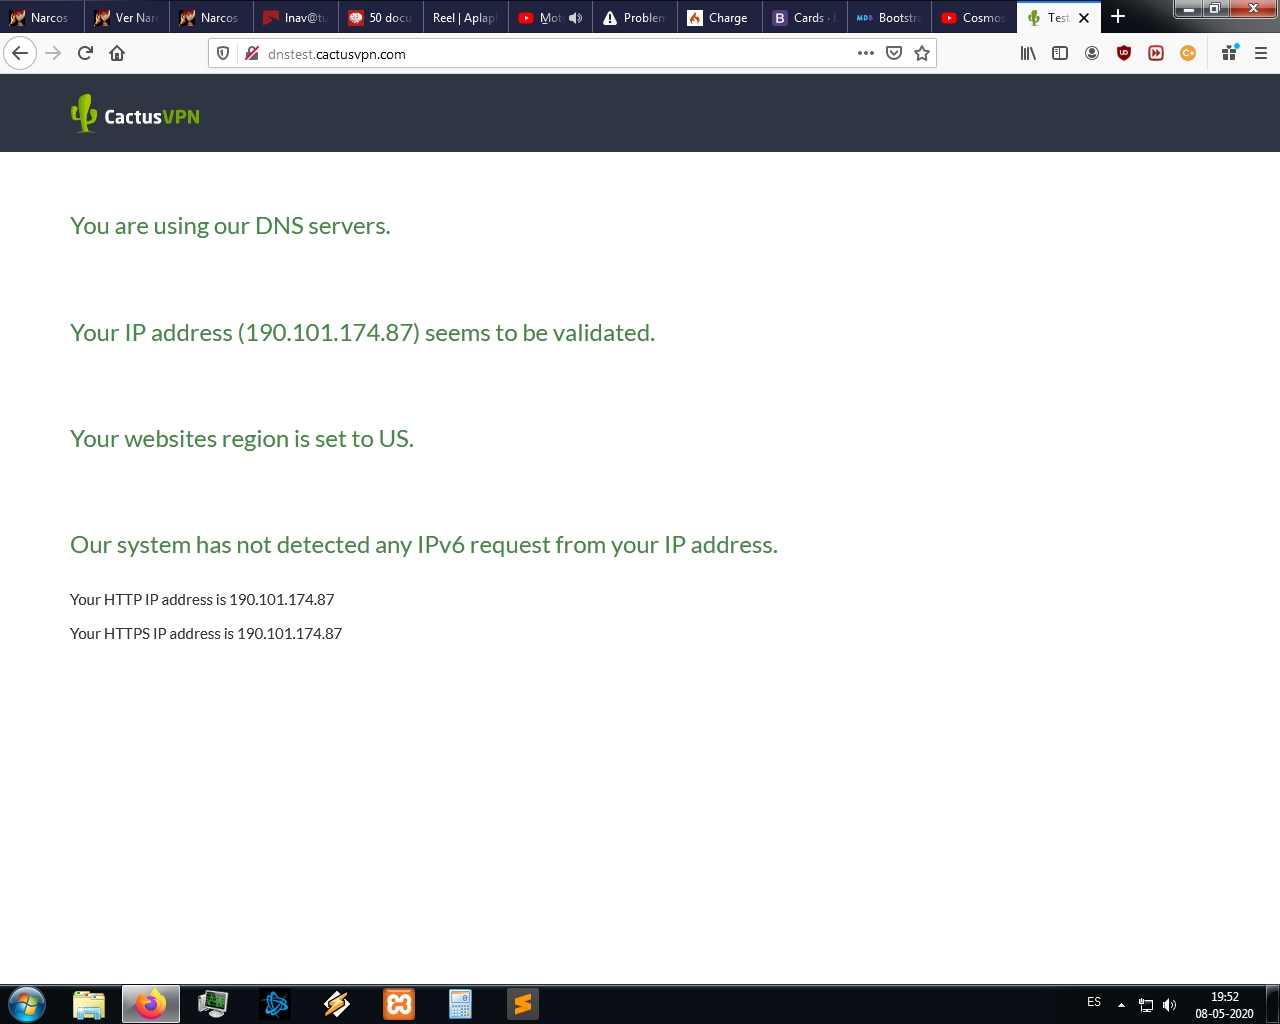 Narcos
Ver Narc
Narcos
Inav@tu
50 docu
Reel | Aplap
Mot
Problem
Charge
Cards ·
B
MDB
Bootstra
Cosmos
Test
dnstest.cactusvpn.com
CactusVPN
You are using our DNS servers.
Your IP address (190.101.174.87) seems to be validated.
Your websites region is set to US.
Our system has not detected any IPv6 request from your IP address.
Your HTTP IP address is 190.101.174.87
Your HTTPS IP address is 190.101.174.87
ES
19:52
08-05-2020